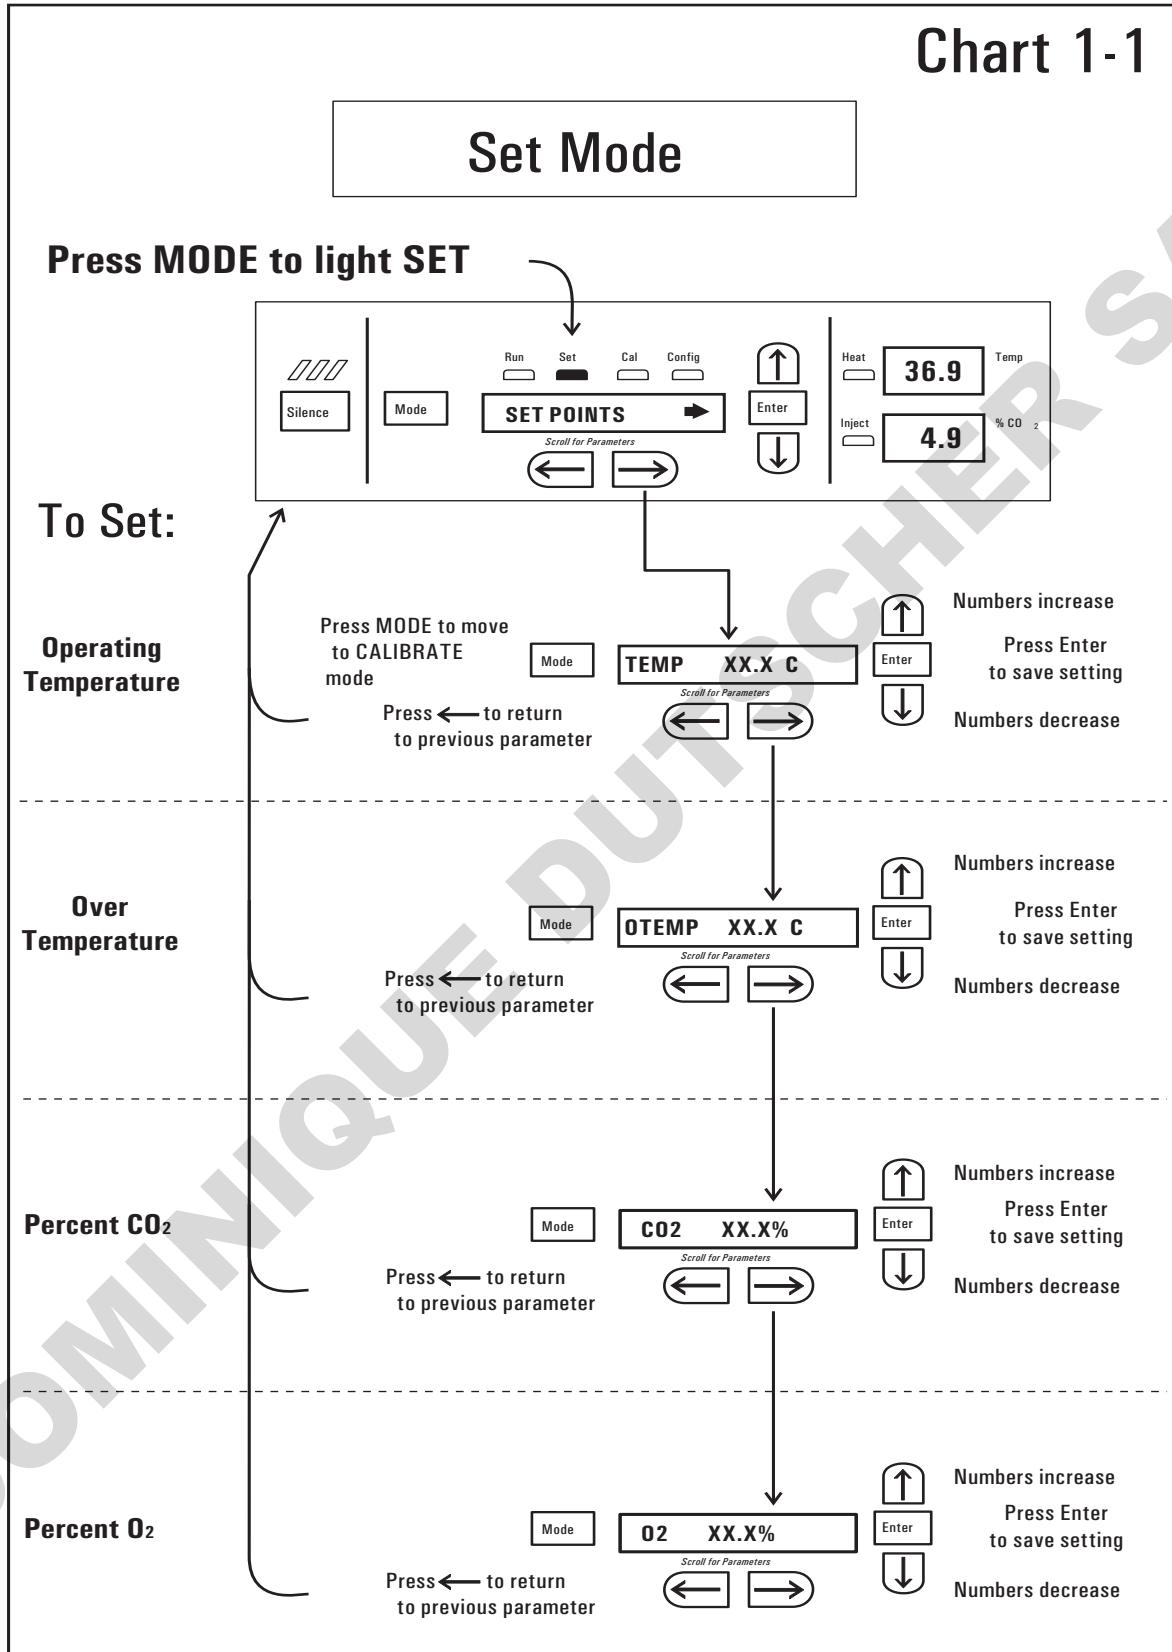 Chart 1-1
Set Mode
Press MODE to light SET
Run Set Cal Config
Silence
Mode
SET POINTS
Scroll for Parameters
Enter
Heat 36.9 Temp
Inject 4.9 % CO 2
To Set:
Operating
Temperature
Press MODE to move
to CALIBRATE
mode
Press to return
to previous parameter
Mode
TEMP XX.X C
Scroll for Parameters
Enter
Numbers increase
Press Enter
to save setting
Numbers decrease
Over
Temperature
Press to return
to previous parameter
Mode
OTEMP XX.X C
Scroll for Parameters
Enter
Numbers increase
Press Enter
to save setting
Numbers decrease
Percent CO2
Press to return
to previous parameter
Mode
CO2 XX.X%
Scroll for Parameters
Enter
Numbers increase
Press Enter
to save setting
Numbers decrease
Percent O2
Press to return
to previous parameter
Mode
O2 XX.X%
Scroll for Parameters
Enter
Numbers increase
Press Enter
to save setting
Numbers decrease
DOMINIQUE DUTSCHER SA